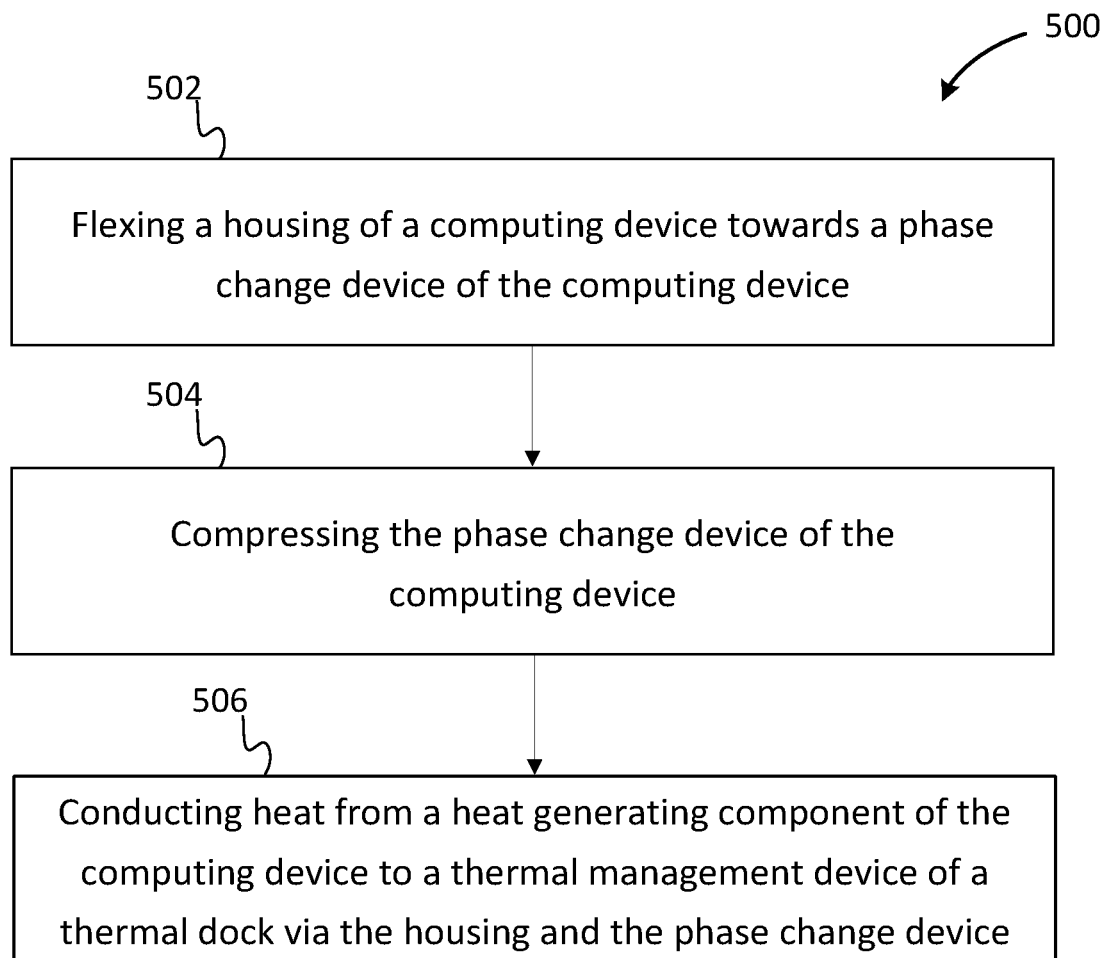 500
502
Flexing a housing of a computing device towards a phase
change device of the computing device
504
Compressing the phase change device of the
computing device
506
Conducting heat from a heat generating component of the
computing device to a thermal management device of a
thermal dock via the housing and the phase change device